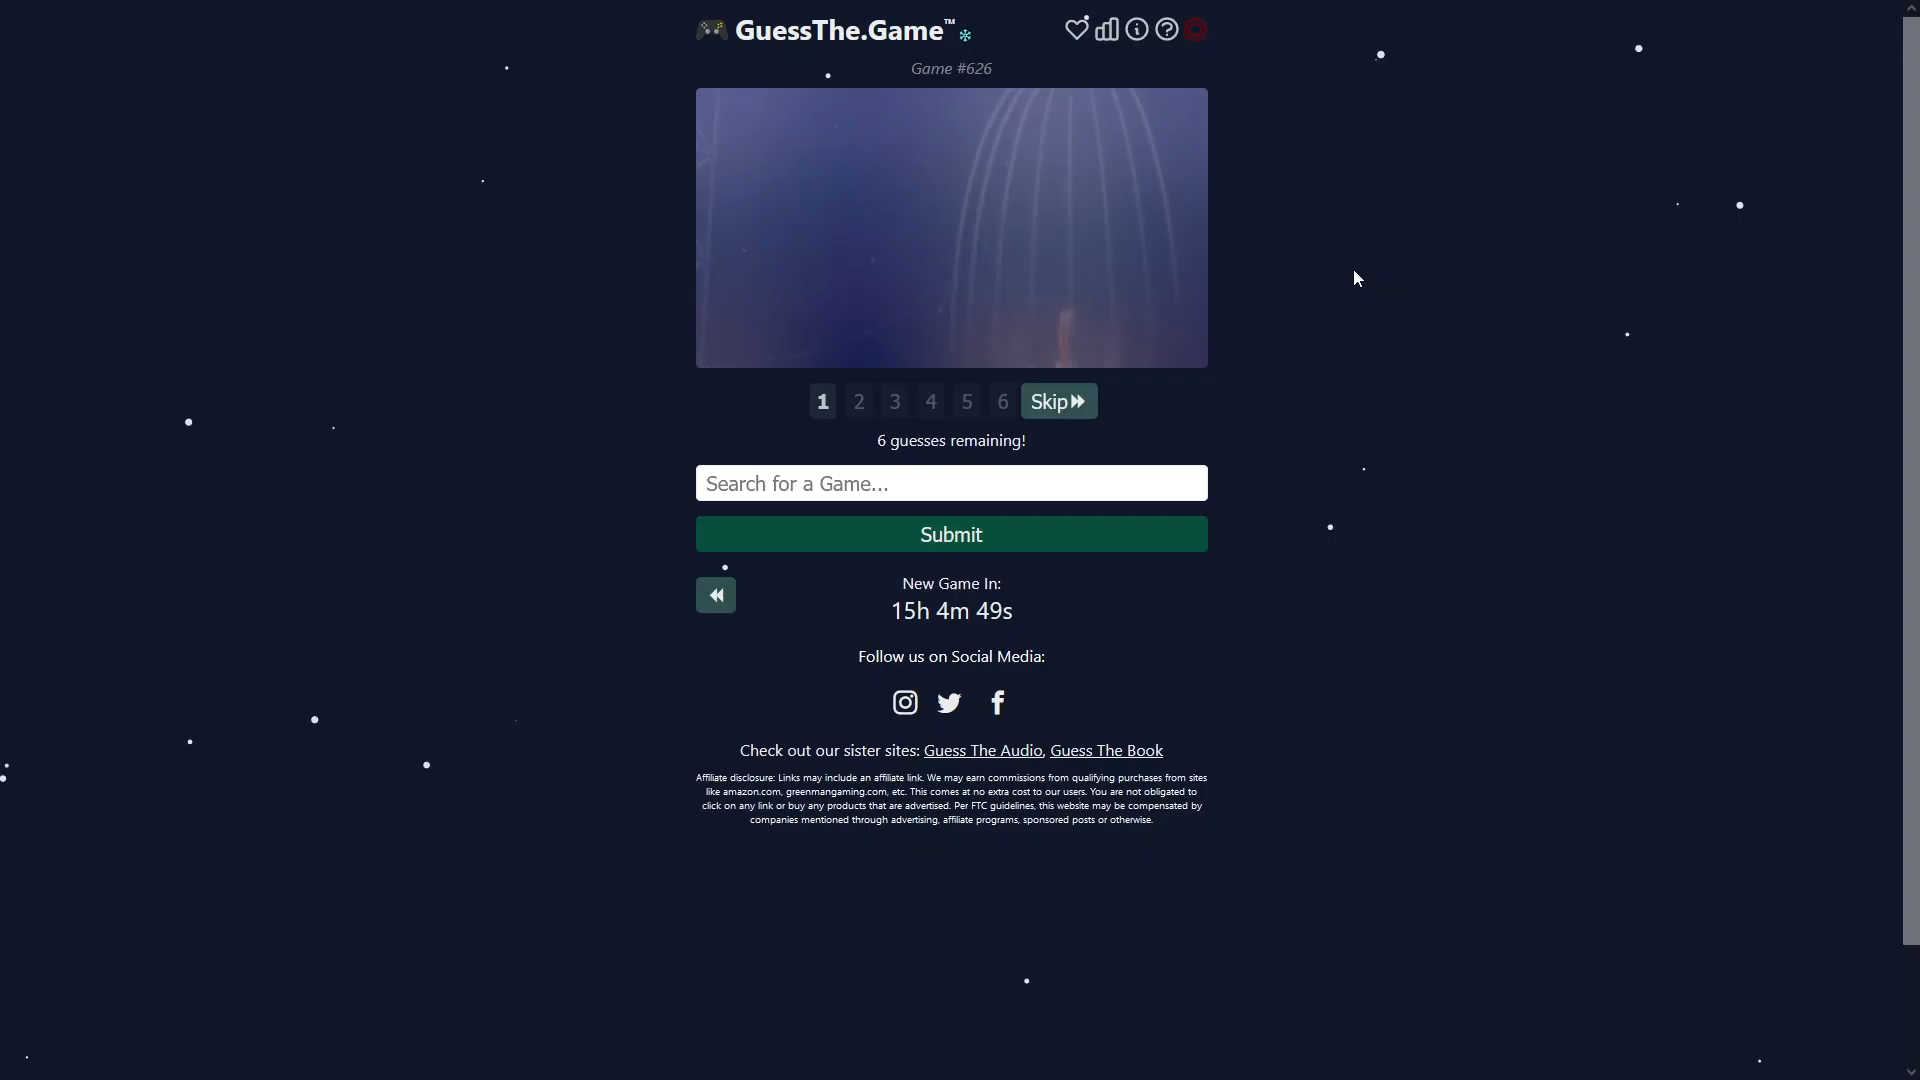 GuessThe.Game™
Game #626
1 2 3 4 5 6 Skip
6 guesses remaining!
Search for a Game...
Submit
New Game In:
15h 4m 49s
Follow us on Social Media:
Check out our sister sites: Guess The Audio, Guess The Book
Affiliate disclosure: Links may include an affiliate link. We may earn commissions from qualifying purchases from sites
like amazon.com, greenmangaming.com, etc. This comes at no extra cost to our users. You are not obligated to
click on any link or buy any products that are advertised. Per FTC guidelines, this website may be compensated by
companies mentioned through advertising, affiliate programs, sponsored posts or otherwise.